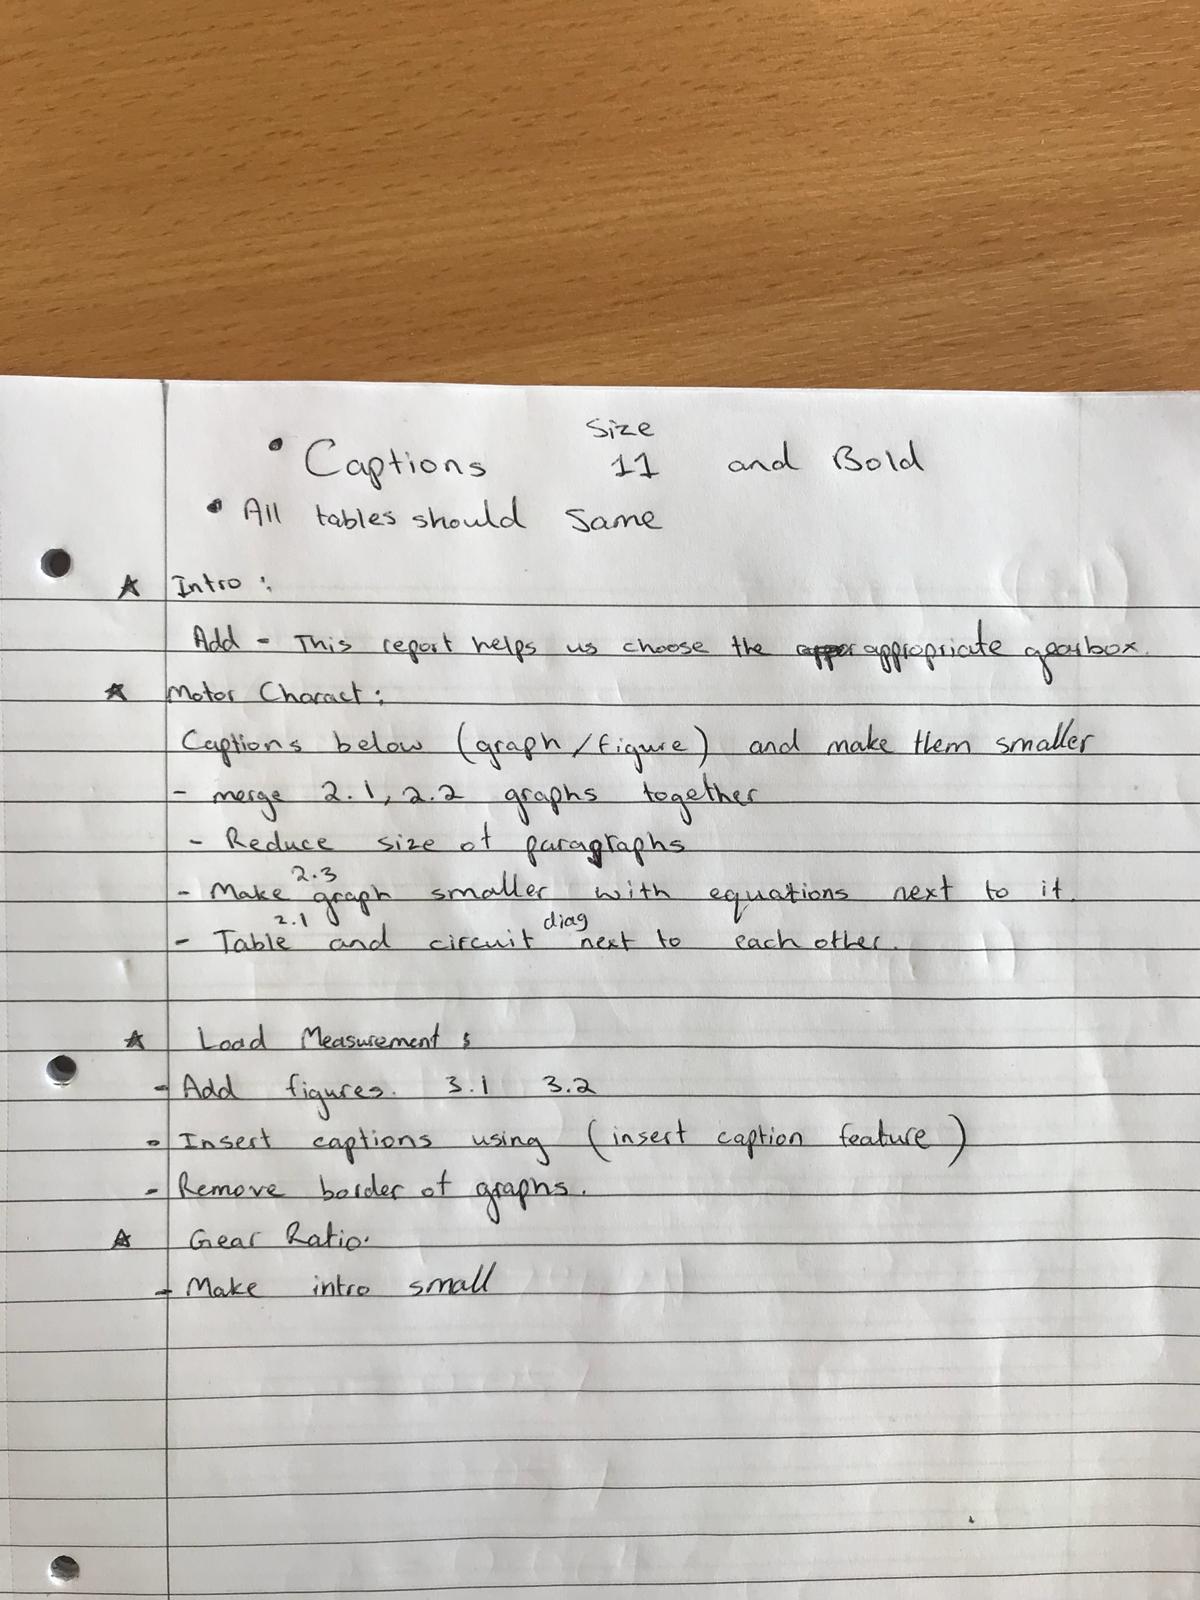 Size
• Captions 11 and Bold
• All tables should Same
★ Intro :
Add - This report helps us choose the appropriate gearbox.
★ Motor Charact :
Captions below (graph/figure) and make them smaller
- merge 2.1, 2.2 graphs together
- Reduce size of paragraphs
2.3
- Make graph smaller with equations next to it.
2.1 diag
- Table and circuit next to each other.
★ Load Measurement :
- Add figures. 3.1 3.2
- Insert captions using (insert caption feature)
- Remove border of graphs.
★ Gear Ratio.
- Make intro small